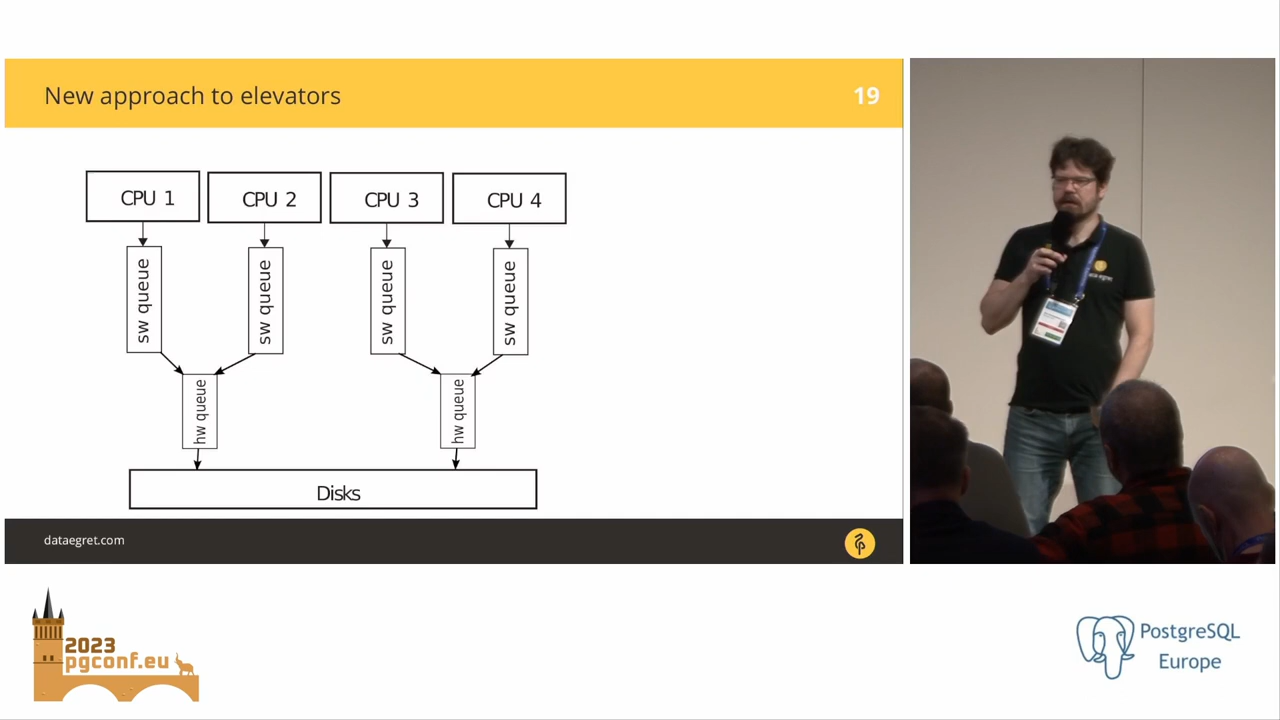 New approach to elevators
19
CPU 1
CPU 2
CPU 3
CPU 4
sw queue
sw queue
sw queue
sw queue
hw queue
hw queue
Disks
dataegret.com
2023
pgconf.eu
PostgreSQL
Europe